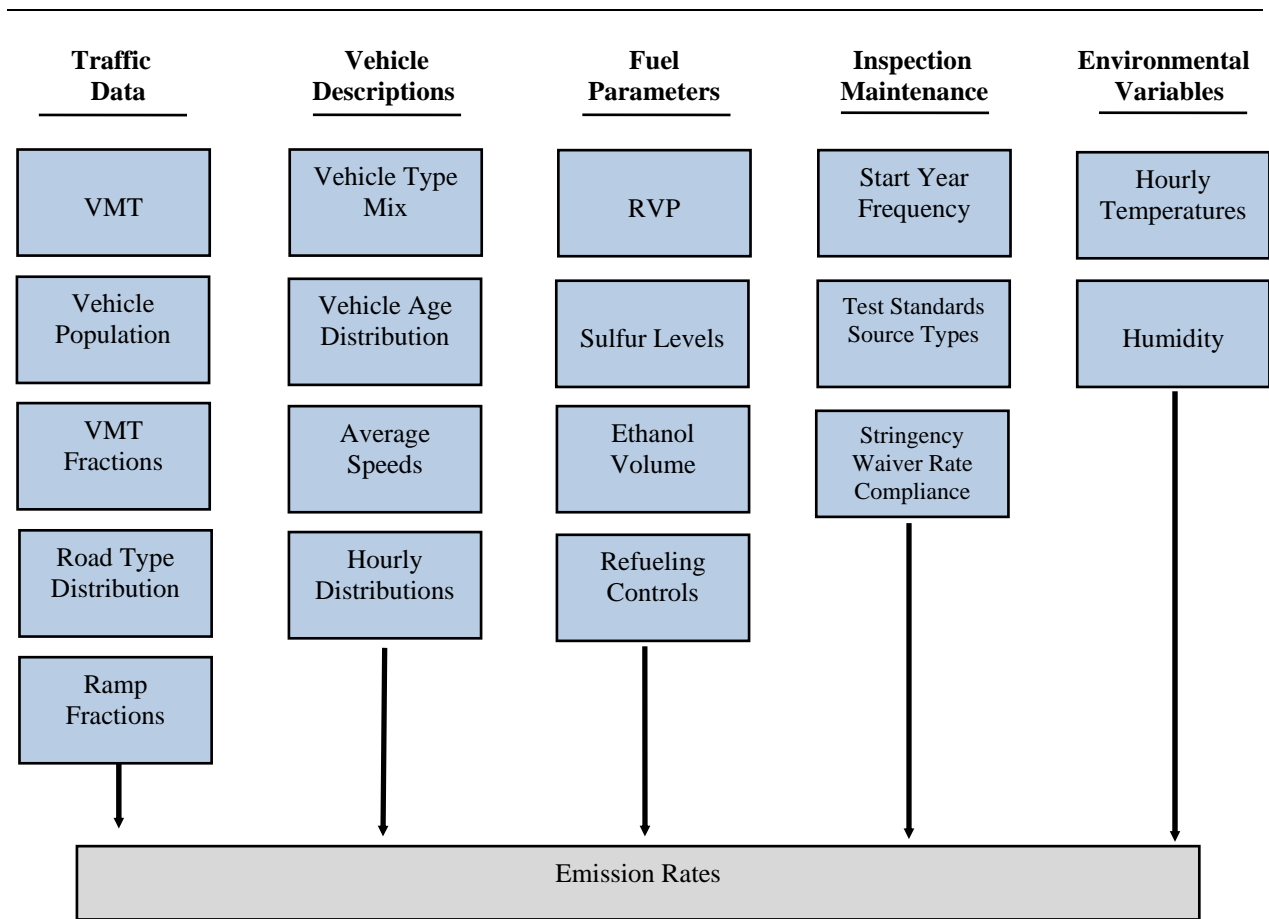 Traffic
Data
Vehicle
Descriptions
Fuel
Parameters
Inspection
Maintenance
Environmental
Variables
VMT
Vehicle
Population
VMT
Fractions
Road Type
Distribution
Ramp
Fractions
Vehicle Type
Mix
Vehicle Age
Distribution
Average
Speeds
Hourly
Distributions
RVP
Sulfur Levels
Ethanol
Volume
Refueling
Controls
Start Year
Frequency
Test Standards
Source Types
Stringency
Waiver Rate
Compliance
Hourly
Temperatures
Humidity
Emission Rates